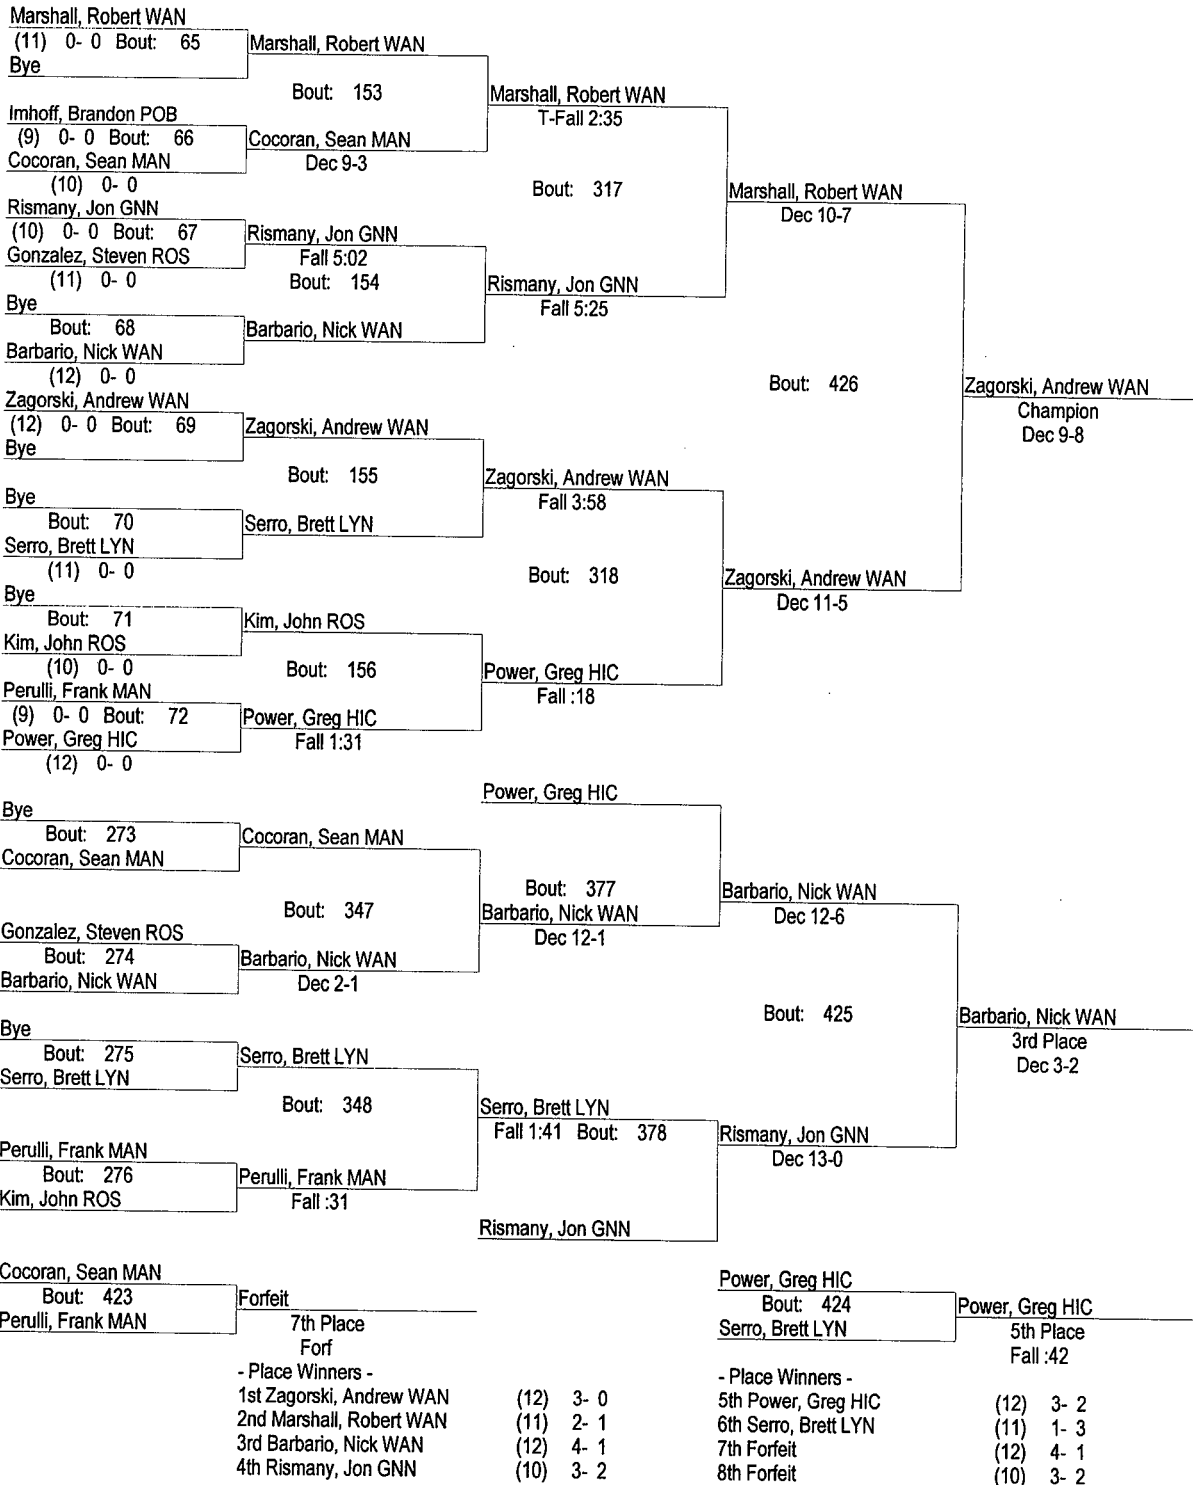 Marshall, Robert WAN
(11) 0- 0 Bout: 65
Bye
Marshall, Robert WAN
Bout: 153
Imhoff, Brandon POB
(9) 0- 0 Bout: 66
Cocoran, Sean MAN
(10) 0- 0
Cocoran, Sean MAN
Dec 9-3
Marshall, Robert WAN
T-Fall 2:35
Bout: 317
Rismany, Jon GNN
(10) 0- 0 Bout: 67
Gonzalez, Steven ROS
(11) 0- 0
Rismany, Jon GNN
Fall 5:02
Bout: 154
Bye
Bout: 68
Barbario, Nick WAN
(12) 0- 0
Barbario, Nick WAN
Rismany, Jon GNN
Fall 5:25
Marshall, Robert WAN
Dec 10-7
Bout: 426
Zagorski, Andrew WAN
Champion
Dec 9-8
Zagorski, Andrew WAN
(12) 0- 0 Bout: 69
Bye
Zagorski, Andrew WAN
Bout: 155
Bye
Bout: 70
Serro, Brett LYN
(11) 0- 0
Serro, Brett LYN
Zagorski, Andrew WAN
Fall 3:58
Bout: 318
Zagorski, Andrew WAN
Dec 11-5
Bye
Bout: 71
Kim, John ROS
(10) 0- 0
Kim, John ROS
Bout: 156
Perulli, Frank MAN
(9) 0- 0 Bout: 72
Power, Greg HIC
(12) 0- 0
Power, Greg HIC
Fall 1:31
Power, Greg HIC
Fall :18
Bye
Bout: 273
Cocoran, Sean MAN
Cocoran, Sean MAN
Bout: 347
Gonzalez, Steven ROS
Bout: 274
Barbario, Nick WAN
Barbario, Nick WAN
Dec 2-1
Power, Greg HIC
Bout: 377
Barbario, Nick WAN
Dec 12-1
Barbario, Nick WAN
Dec 12-6
Bout: 425
Barbario, Nick WAN
3rd Place
Dec 3-2
Bye
Bout: 275
Serro, Brett LYN
Serro, Brett LYN
Bout: 348
Perulli, Frank MAN
Bout: 276
Kim, John ROS
Perulli, Frank MAN
Fall :31
Serro, Brett LYN
Fall 1:41 Bout: 378
Rismany, Jon GNN
Rismany, Jon GNN
Dec 13-0
Cocoran, Sean MAN
Bout: 423
Perulli, Frank MAN
Forfeit
7th Place
Forf
Power, Greg HIC
Bout: 424
Serro, Brett LYN
Power, Greg HIC
5th Place
Fall :42
- Place Winners -
1st Zagorski, Andrew WAN (12) 3- 0
2nd Marshall, Robert WAN (11) 2- 1
3rd Barbario, Nick WAN (12) 4- 1
4th Rismany, Jon GNN (10) 3- 2
- Place Winners -
5th Power, Greg HIC (12) 3- 2
6th Serro, Brett LYN (11) 1- 3
7th Forfeit (12) 4- 1
8th Forfeit (10) 3- 2